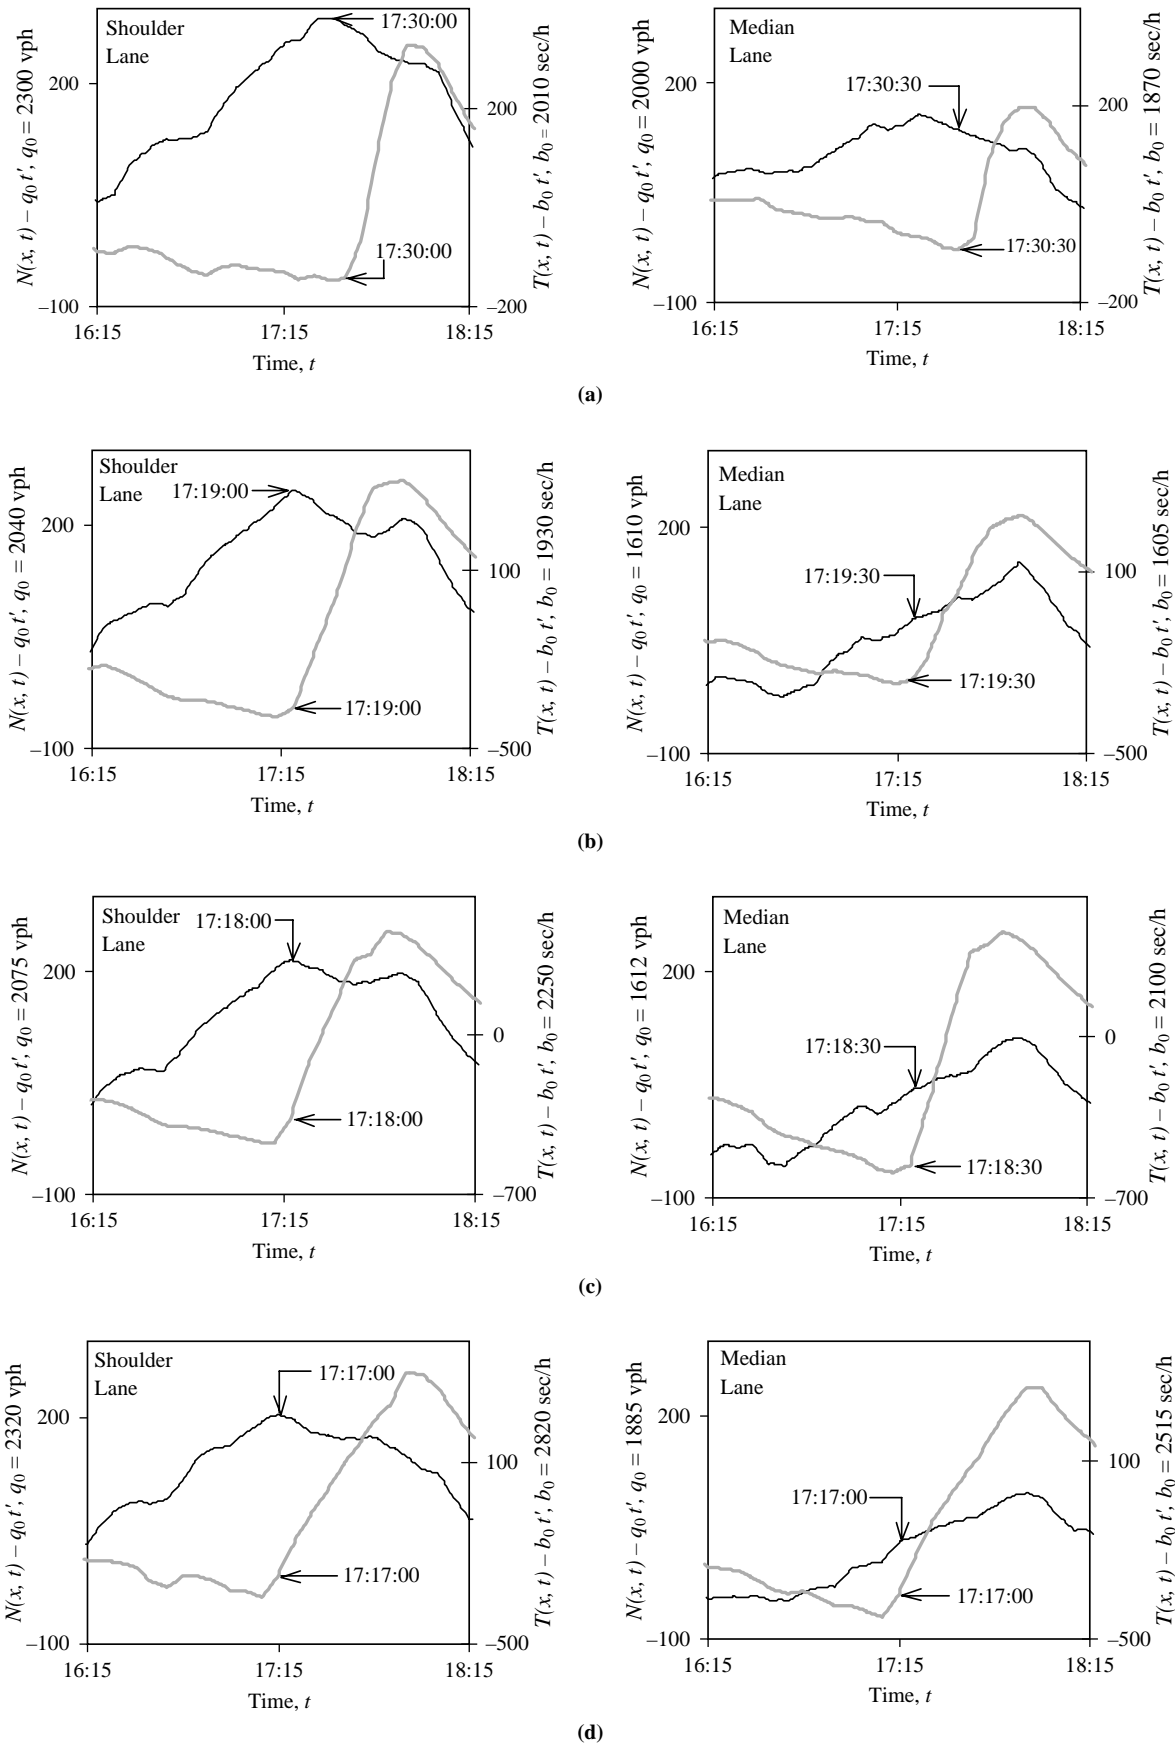 Shoulder
Lane
17:30:00
17:30:00
200
–100
200
–200
16:15
17:15
18:15
Time, t
N(x, t) – q0 t′, q0 = 2300 vph
T(x, t) – b0 t′, b0 = 2010 sec/h
Median
Lane
17:30:30
17:30:30
200
–100
200
–200
16:15
17:15
18:15
Time, t
N(x, t) – q0 t′, q0 = 2000 vph
T(x, t) – b0 t′, b0 = 1870 sec/h
(a)
Shoulder
Lane
17:19:00
17:19:00
200
–100
100
–500
16:15
17:15
18:15
Time, t
N(x, t) – q0 t′, q0 = 2040 vph
T(x, t) – b0 t′, b0 = 1930 sec/h
Median
Lane
17:19:30
17:19:30
200
–100
100
–500
16:15
17:15
18:15
Time, t
N(x, t) – q0 t′, q0 = 1610 vph
T(x, t) – b0 t′, b0 = 1605 sec/h
(b)
Shoulder
Lane
17:18:00
17:18:00
200
–100
0
–700
16:15
17:15
18:15
Time, t
N(x, t) – q0 t′, q0 = 2075 vph
T(x, t) – b0 t′, b0 = 2250 sec/h
Median
Lane
17:18:30
17:18:30
200
–100
0
–700
16:15
17:15
18:15
Time, t
N(x, t) – q0 t′, q0 = 1612 vph
T(x, t) – b0 t′, b0 = 2100 sec/h
(c)
Shoulder
Lane
17:17:00
17:17:00
200
–100
100
–500
16:15
17:15
18:15
Time, t
N(x, t) – q0 t′, q0 = 2320 vph
T(x, t) – b0 t′, b0 = 2820 sec/h
Median
Lane
17:17:00
17:17:00
200
–100
100
–500
16:15
17:15
18:15
Time, t
N(x, t) – q0 t′, q0 = 1885 vph
T(x, t) – b0 t′, b0 = 2515 sec/h
(d)